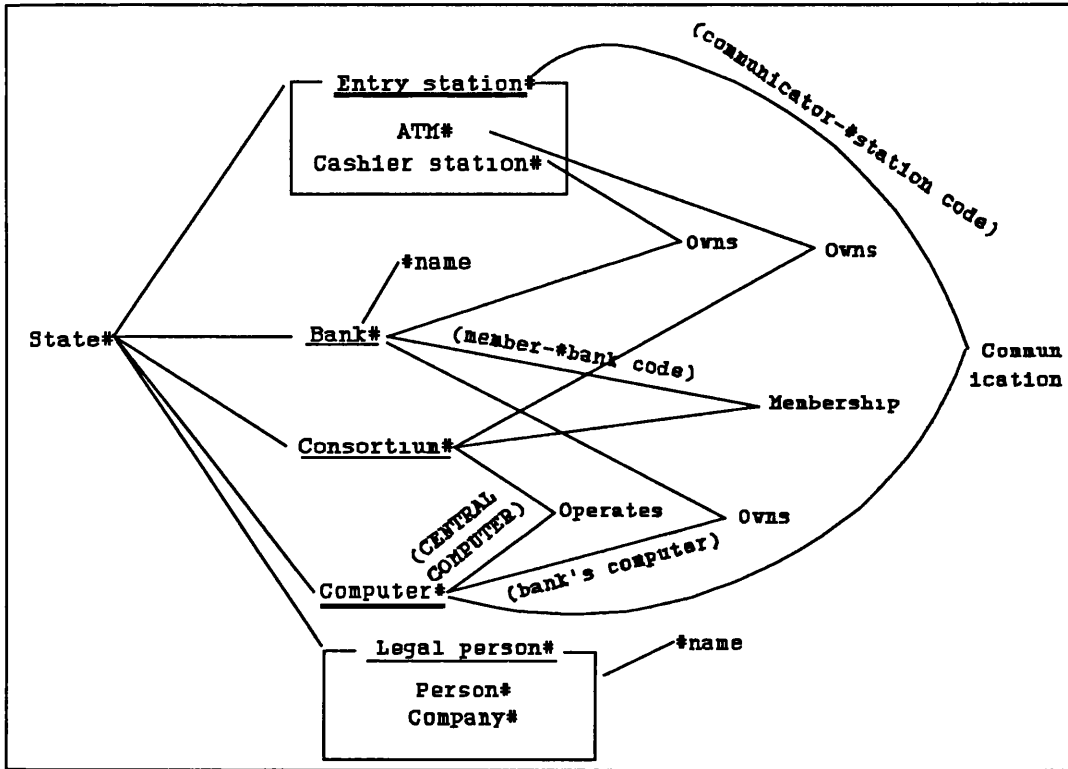 (communicator-#station code)
Entry station#
ATM#
Cashier station#
Owns
Owns
#name
State#
Bank#
(member-#bank code)
Commun
ication
Membership
Consortium#
(CENTRAL
COMPUTER)
Operates
Owns
(bank's computer)
Computer#
Legal person#
#name
Person#
Company#